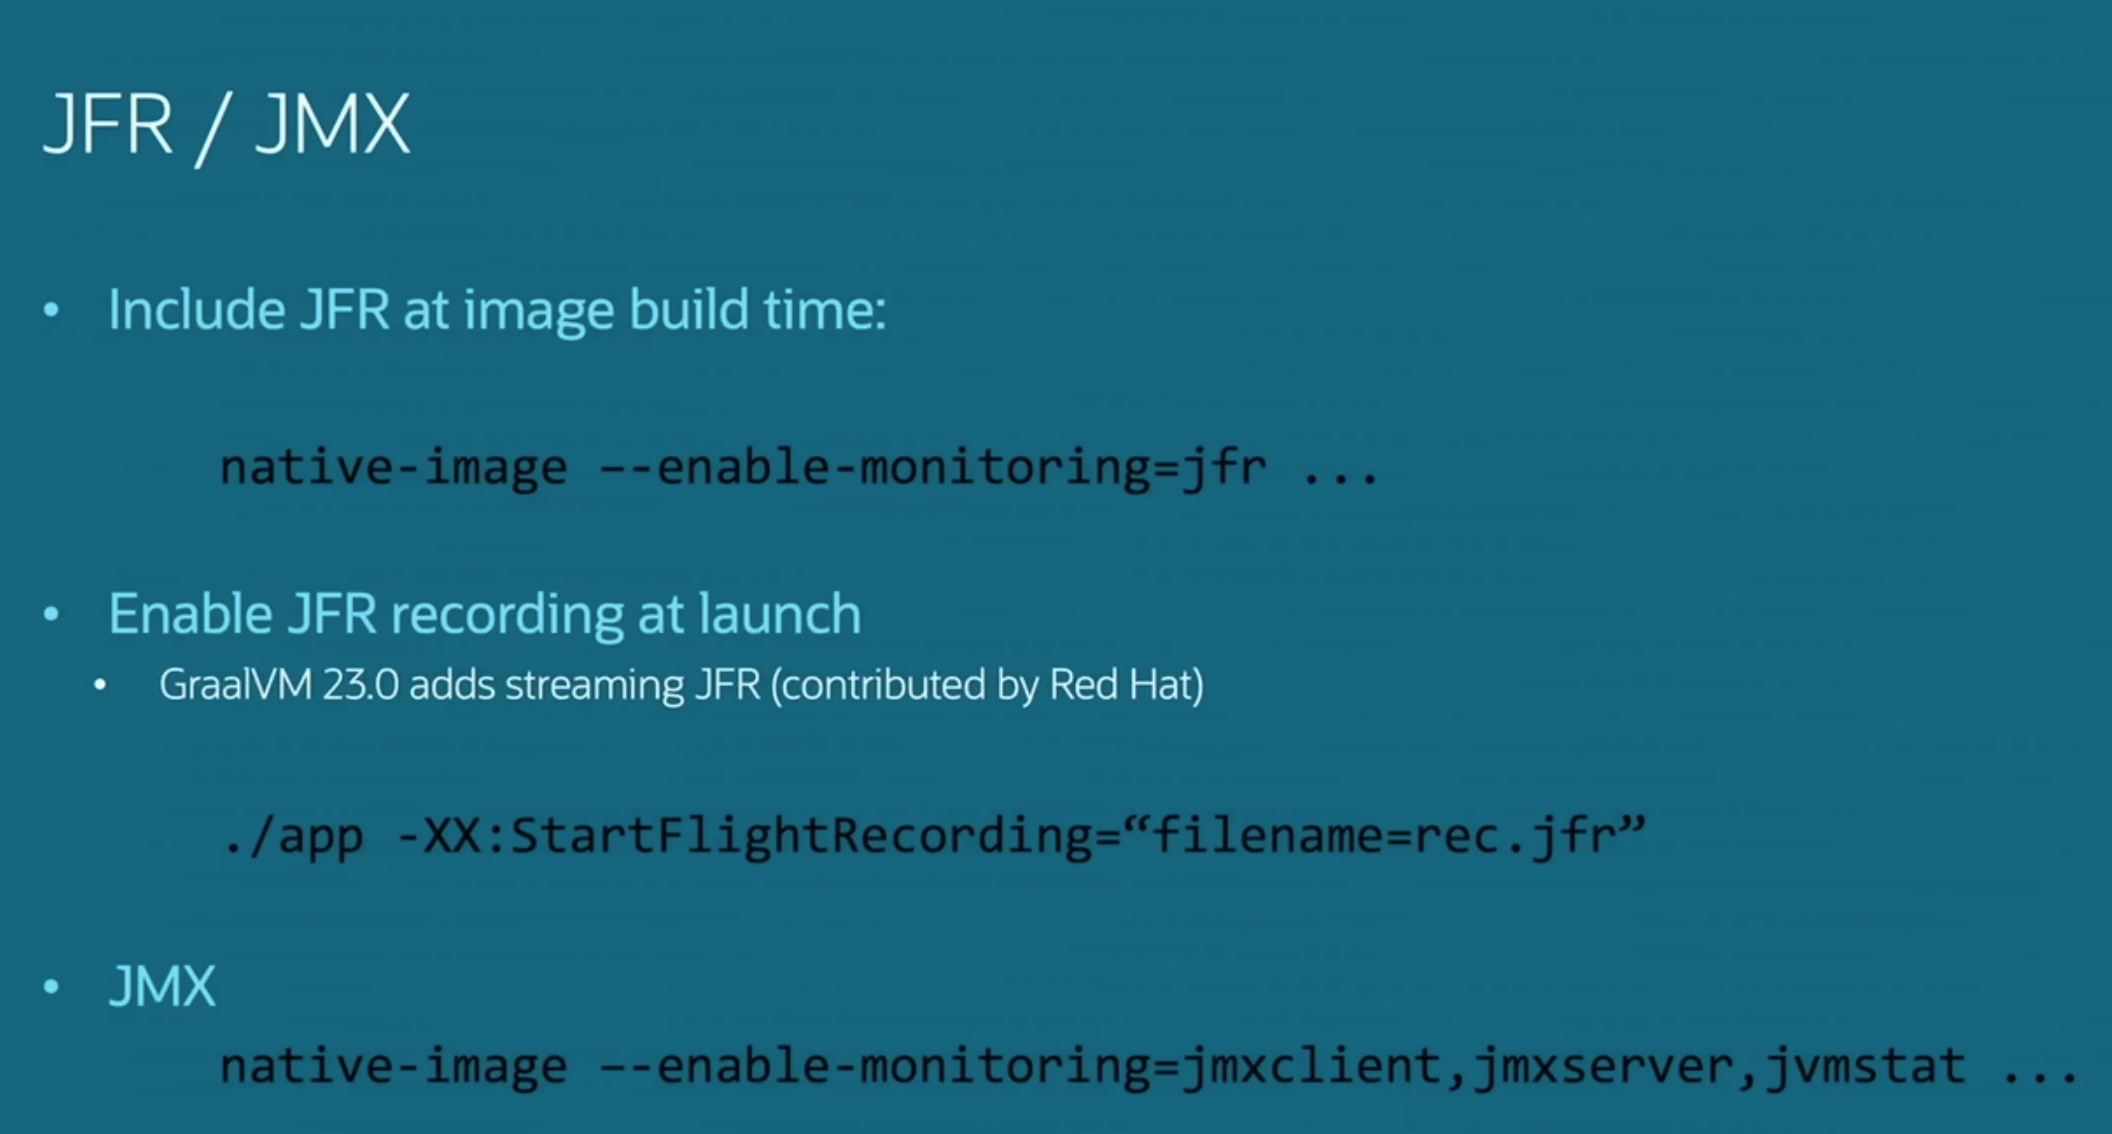 JFR / JMX
• Include JFR at image build time:
native-image --enable-monitoring=jfr ...
• Enable JFR recording at launch
• GraalVM 23.0 adds streaming JFR (contributed by Red Hat)
./app -XX:StartFlightRecording=“filename=rec.jfr”
• JMX
native-image --enable-monitoring=jmxclient,jmxserver,jvmstat ...